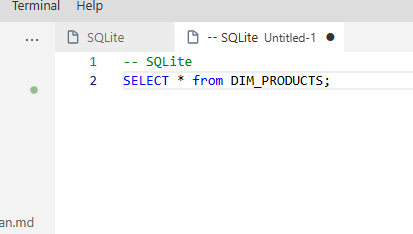 Terminal Help
... SQLite -- SQLite Untitled-1
1 -- SQLite
2 SELECT * from DIM_PRODUCTS;
an.md